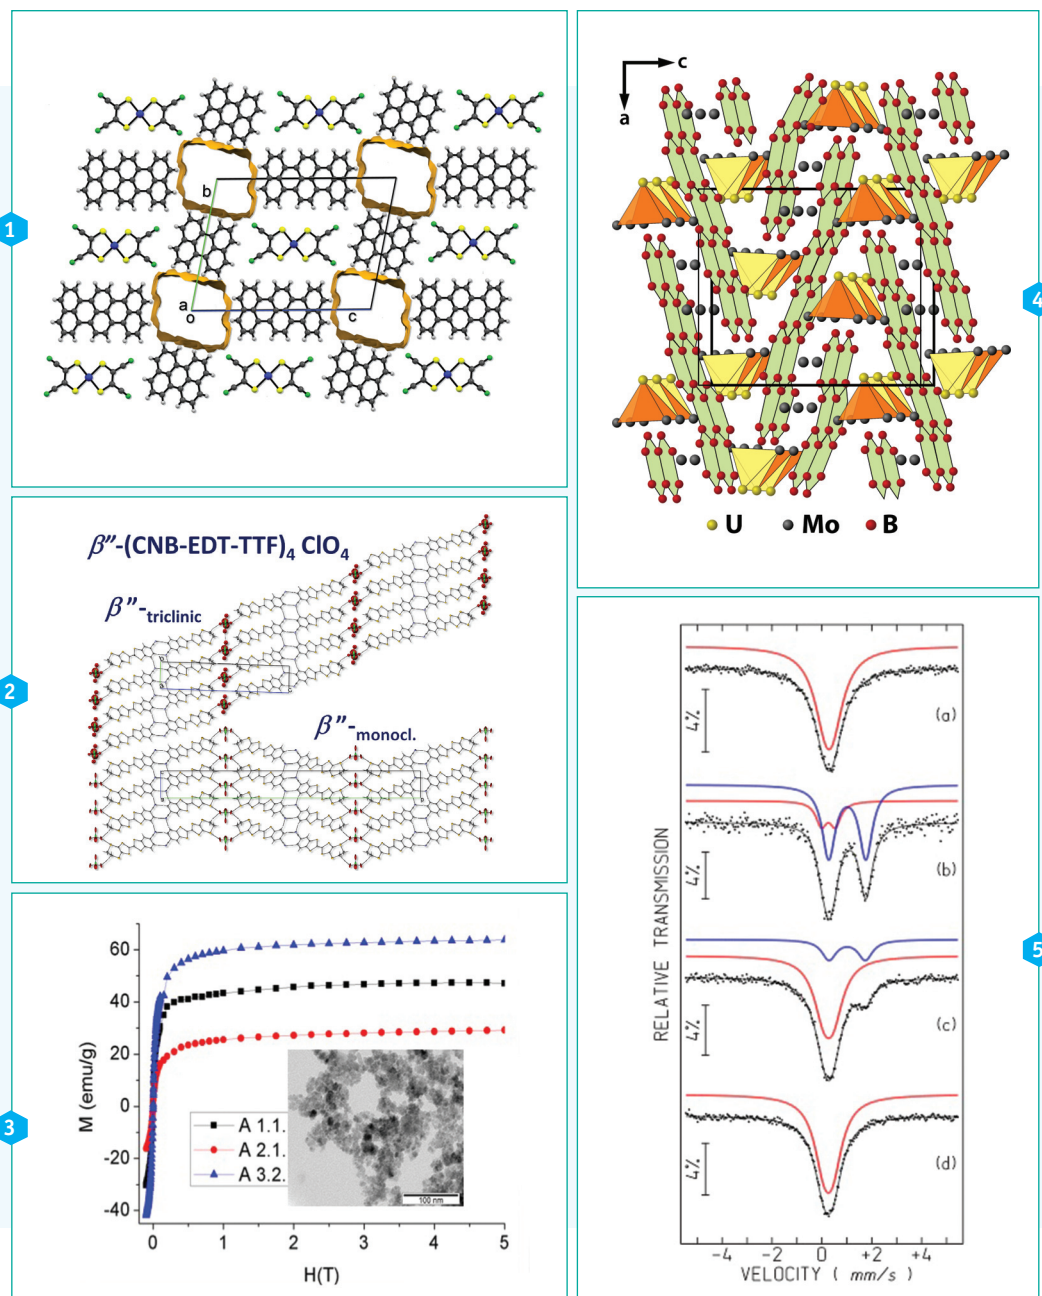 1
b
a
o
c
2
β”-(CNB-EDT-TTF)₄ ClO₄
β”-triclinic
β”-monocl.
3
M (emu/g)
60
40
20
0
-20
-40
A 1.1.
A 2.1.
A 3.2.
100 nm
0
1
2
3
4
5
H(T)
4
c
a
U
Mo
B
5
RELATIVE TRANSMISSION
4%
(a)
4%
(b)
4%
(c)
4%
(d)
−4
−2
0
+2
+4
VELOCITY ( mm/s )